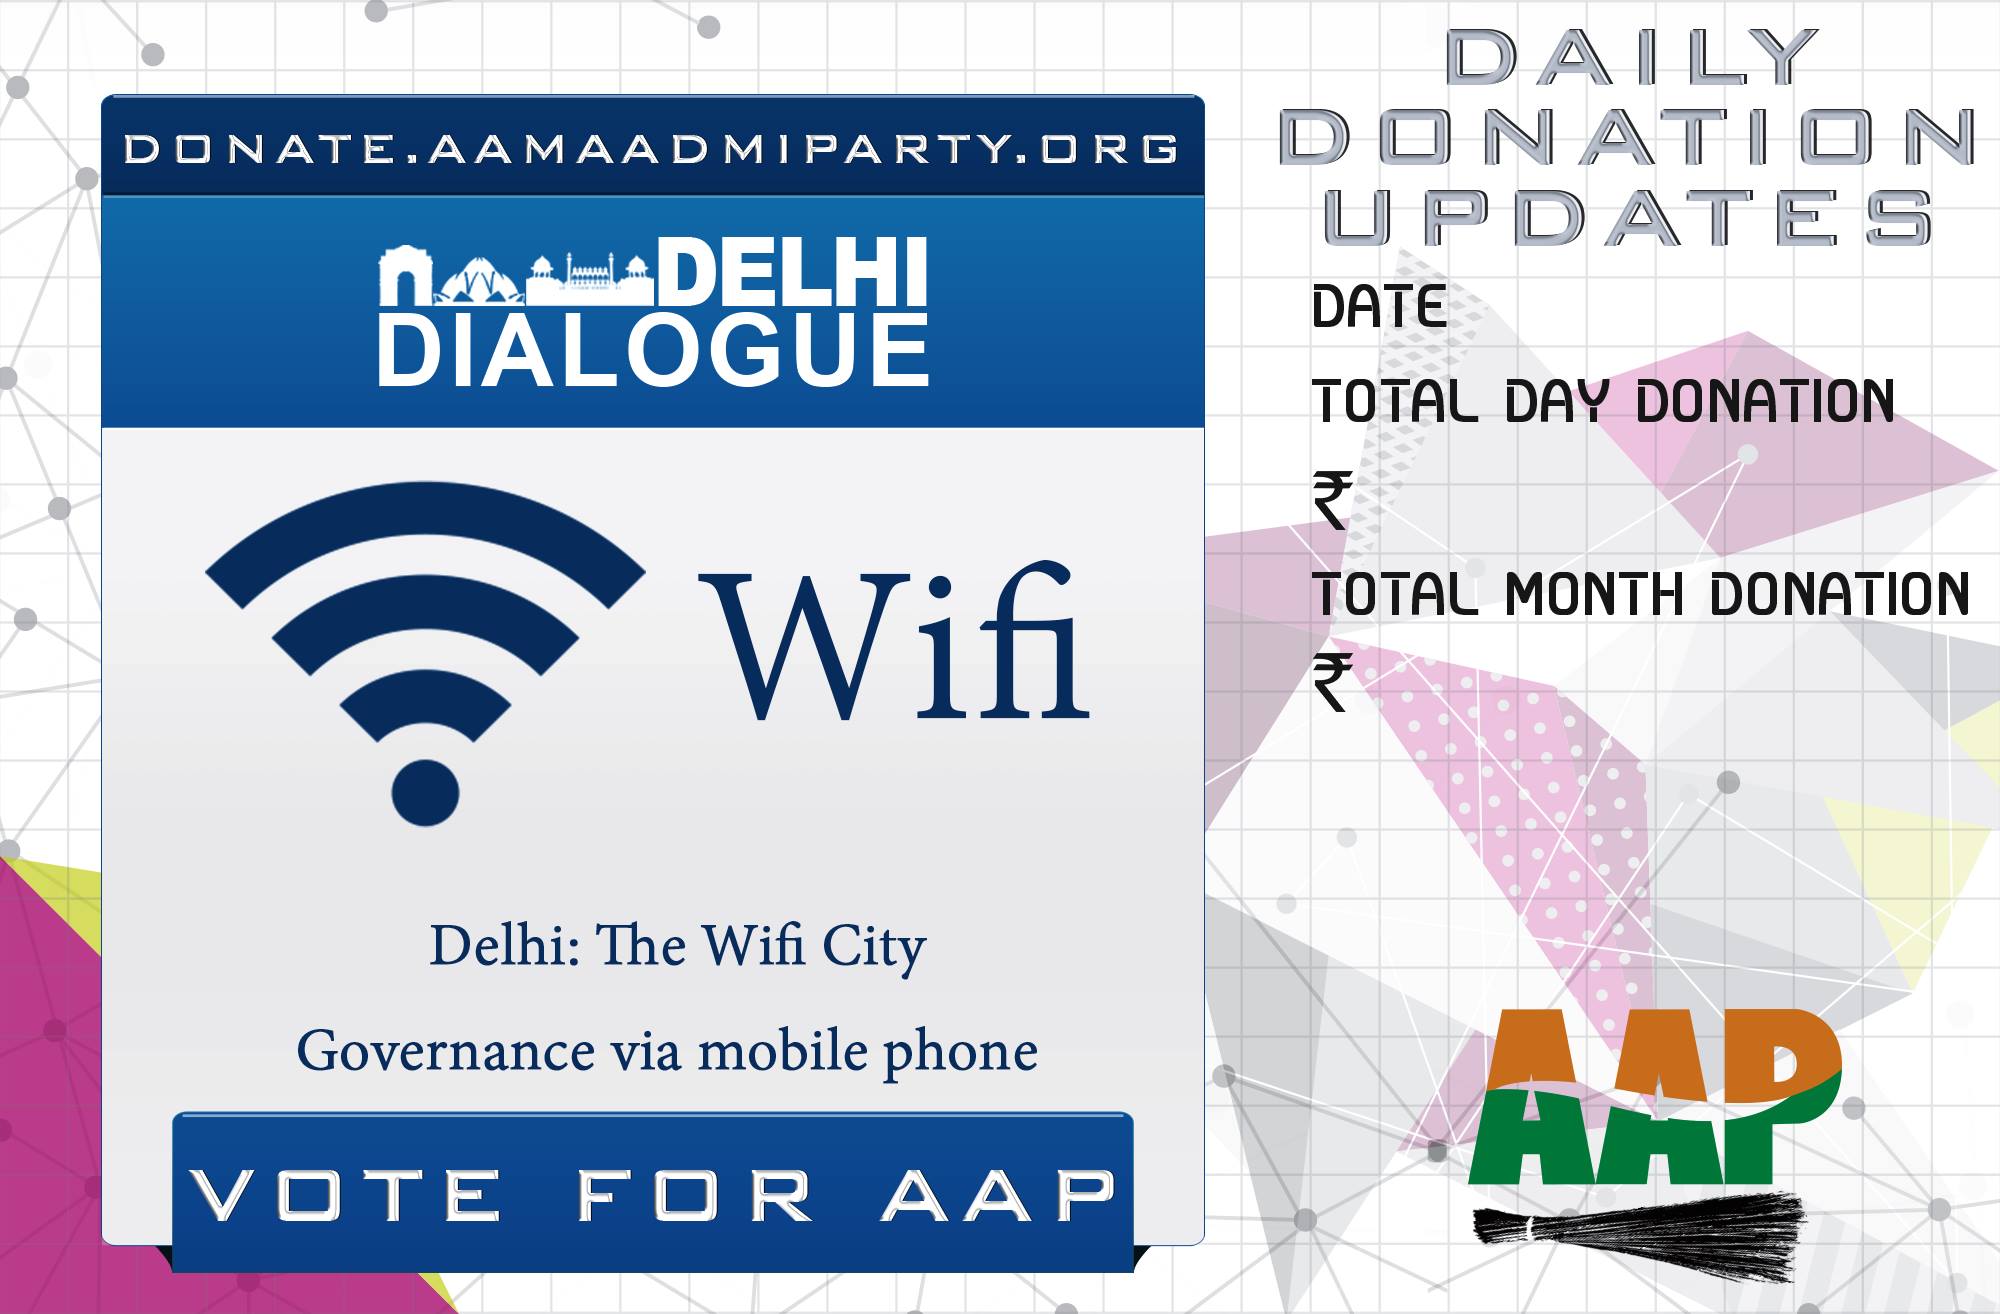 DONATE.AAMAADMIPARTY.ORG
DELHI
DIALOGUE
Wifi
Delhi: The Wifi City
Governance via mobile phone
VOTE FOR AAP
DAILY
DONATION
UPDATES
DATE
TOTAL DAY DONATION
₹
TOTAL MONTH DONATION
₹
AAP